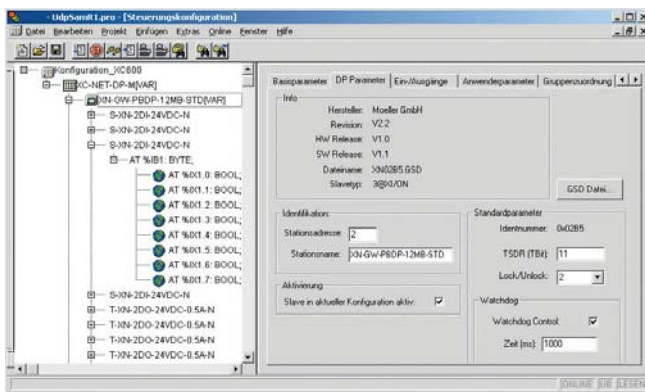 - UdpSamR1.pro - [Steuerungskonfiguration]
Datei Bearbeiten Projekt Einfügen Extras Online Fenster Hilfe
Konfiguration_XC600
XC-NET-DP-M[VAR]
XN-GW-PBDP-12MB-STD[VAR]
S-XN-2DI-24VDC-N
S-XN-2DI-24VDC-N
S-XN-2DI-24VDC-N
AT %IB1: BYTE;
AT %IX1.0: BOOL;
AT %IX1.1: BOOL;
AT %IX1.2: BOOL;
AT %IX1.3: BOOL;
AT %IX1.4: BOOL;
AT %IX1.5: BOOL;
AT %IX1.6: BOOL;
AT %IX1.7: BOOL;
S-XN-2DI-24VDC-N
T-XN-2DO-24VDC-0.5A-N
T-XN-2DO-24VDC-0.5A-N
T-XN-2DO-24VDC-0.5A-N
T-XN-2DO-24VDC-0.5A-N
Basisparameter DP Parameter Ein-/Ausgänge Anwenderparameter Gruppenzuordnung
Info
Hersteller: Moeller GmbH
Revision: V2.2
HW Release: V1.0
SW Release: V1.1
Dateiname: XN02B5.GSD
Slavetyp: 3@XI/ON
GSD Datei...
Identifikation
Stationsadresse: 2
Stationsname: XN-GW-PBDP-12MB-STD
Aktivierung
Slave in aktueller Konfiguration aktiv:
Standardparameter
Identnummer: 0x02B5
TSDR (TBit): 11
Lock/Unlock: 2
Watchdog
Watchdog Control:
Zeit (ms): 1000
ONLINE ÜB LESEN